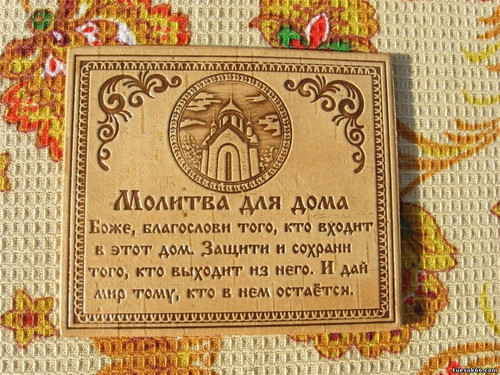 Молитва для дома
Боже, благослови того, кто входит
в этот дом. Защити и сохрани
того, кто выходит из него. И дай
мир тому, кто в нем остаётся.
tuesok66.com